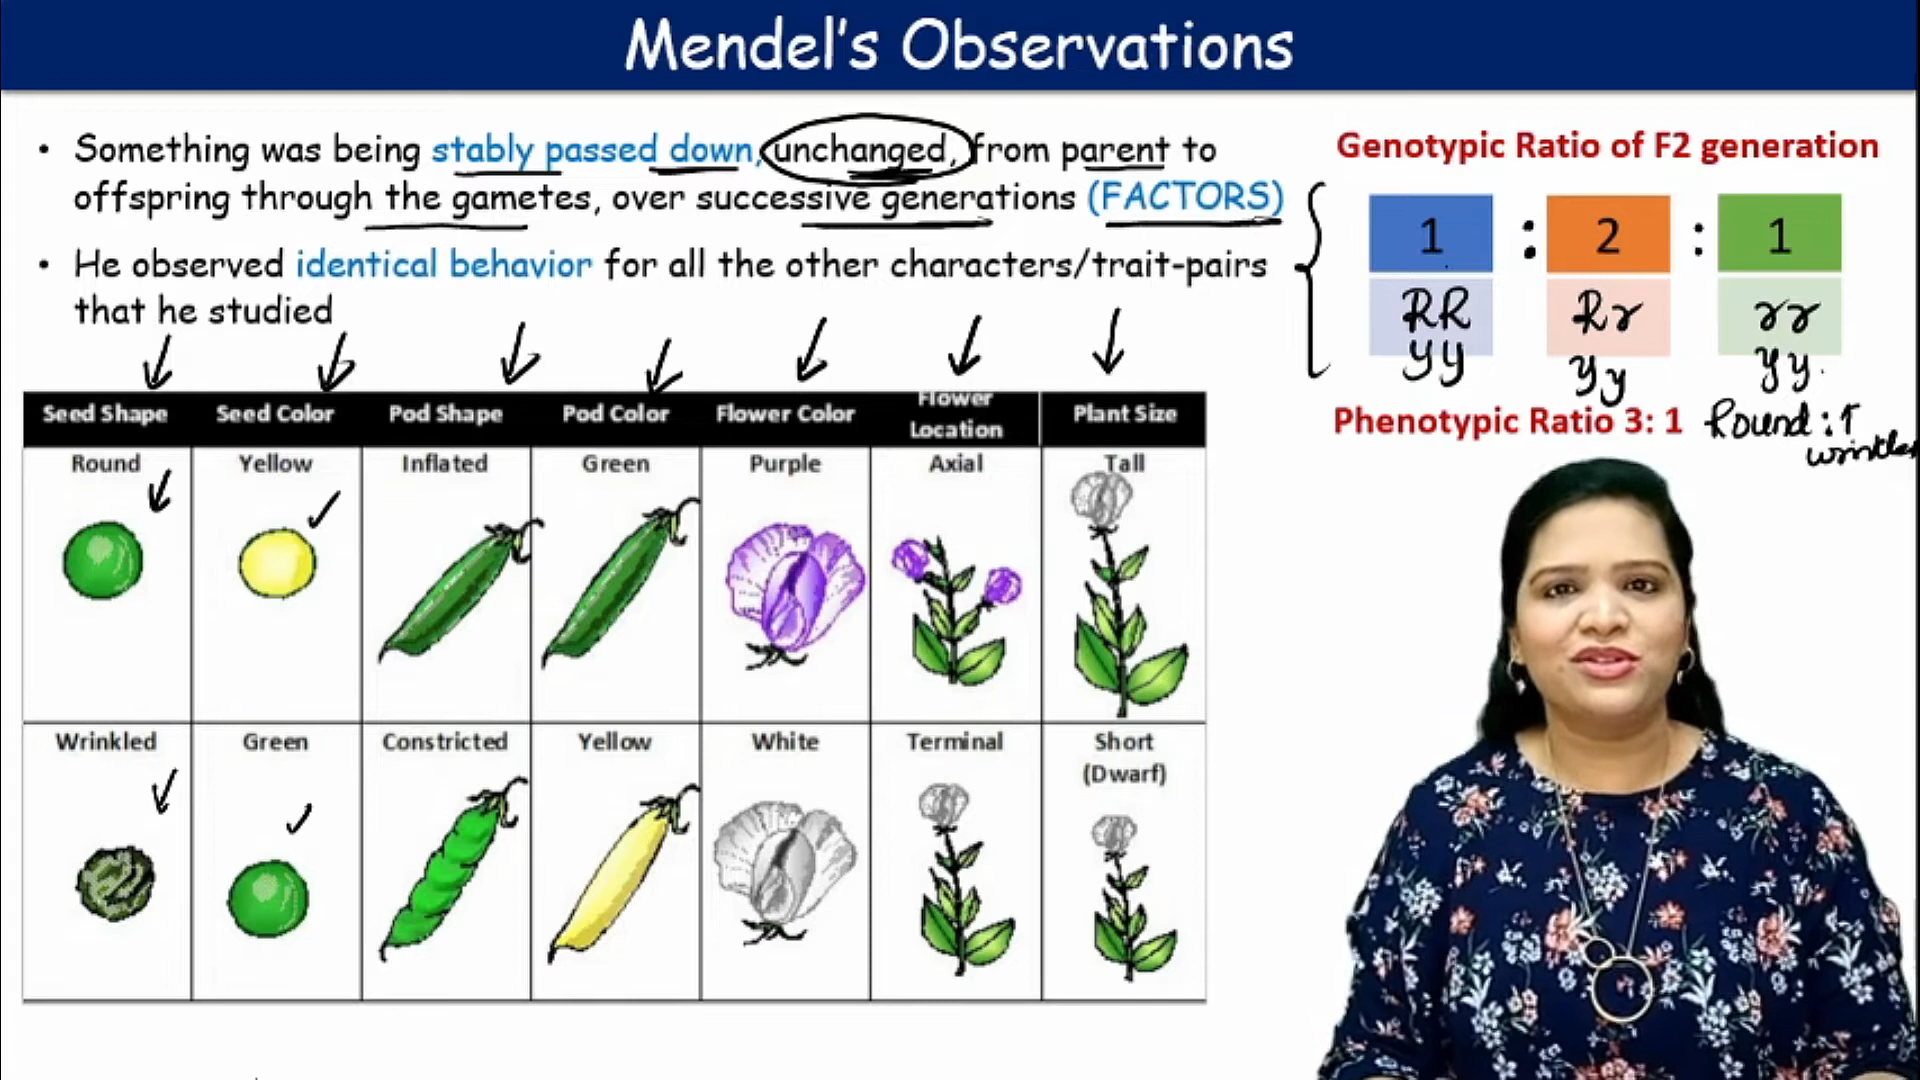 Mendel's Observations
• Something was being stably passed down, unchanged, from parent to
offspring through the gametes, over successive generations (FACTORS)
• He observed identical behavior for all the other characters/trait-pairs
that he studied
Genotypic Ratio of F2 generation
1 : 2 : 1
RR Rr rr
yy Yy yy
Phenotypic Ratio 3: 1 Round :
wrinkled
Seed Shape Seed Color Pod Shape Pod Color Flower Color Flower Location Plant Size
Round Yellow Inflated Green Purple Axial Tall
Wrinkled Green Constricted Yellow White Terminal Short
(Dwarf)